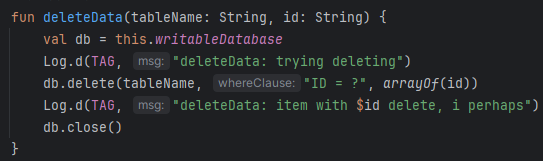 fun deleteData(tableName: String, id: String) {
val db = this.writableDatabase
Log.d(TAG, msg: "deleteData: trying deleting")
db.delete(tableName, whereClause: "ID = ?", arrayOf(id))
Log.d(TAG, msg: "deleteData: item with $id delete, i perhaps")
db.close()
}